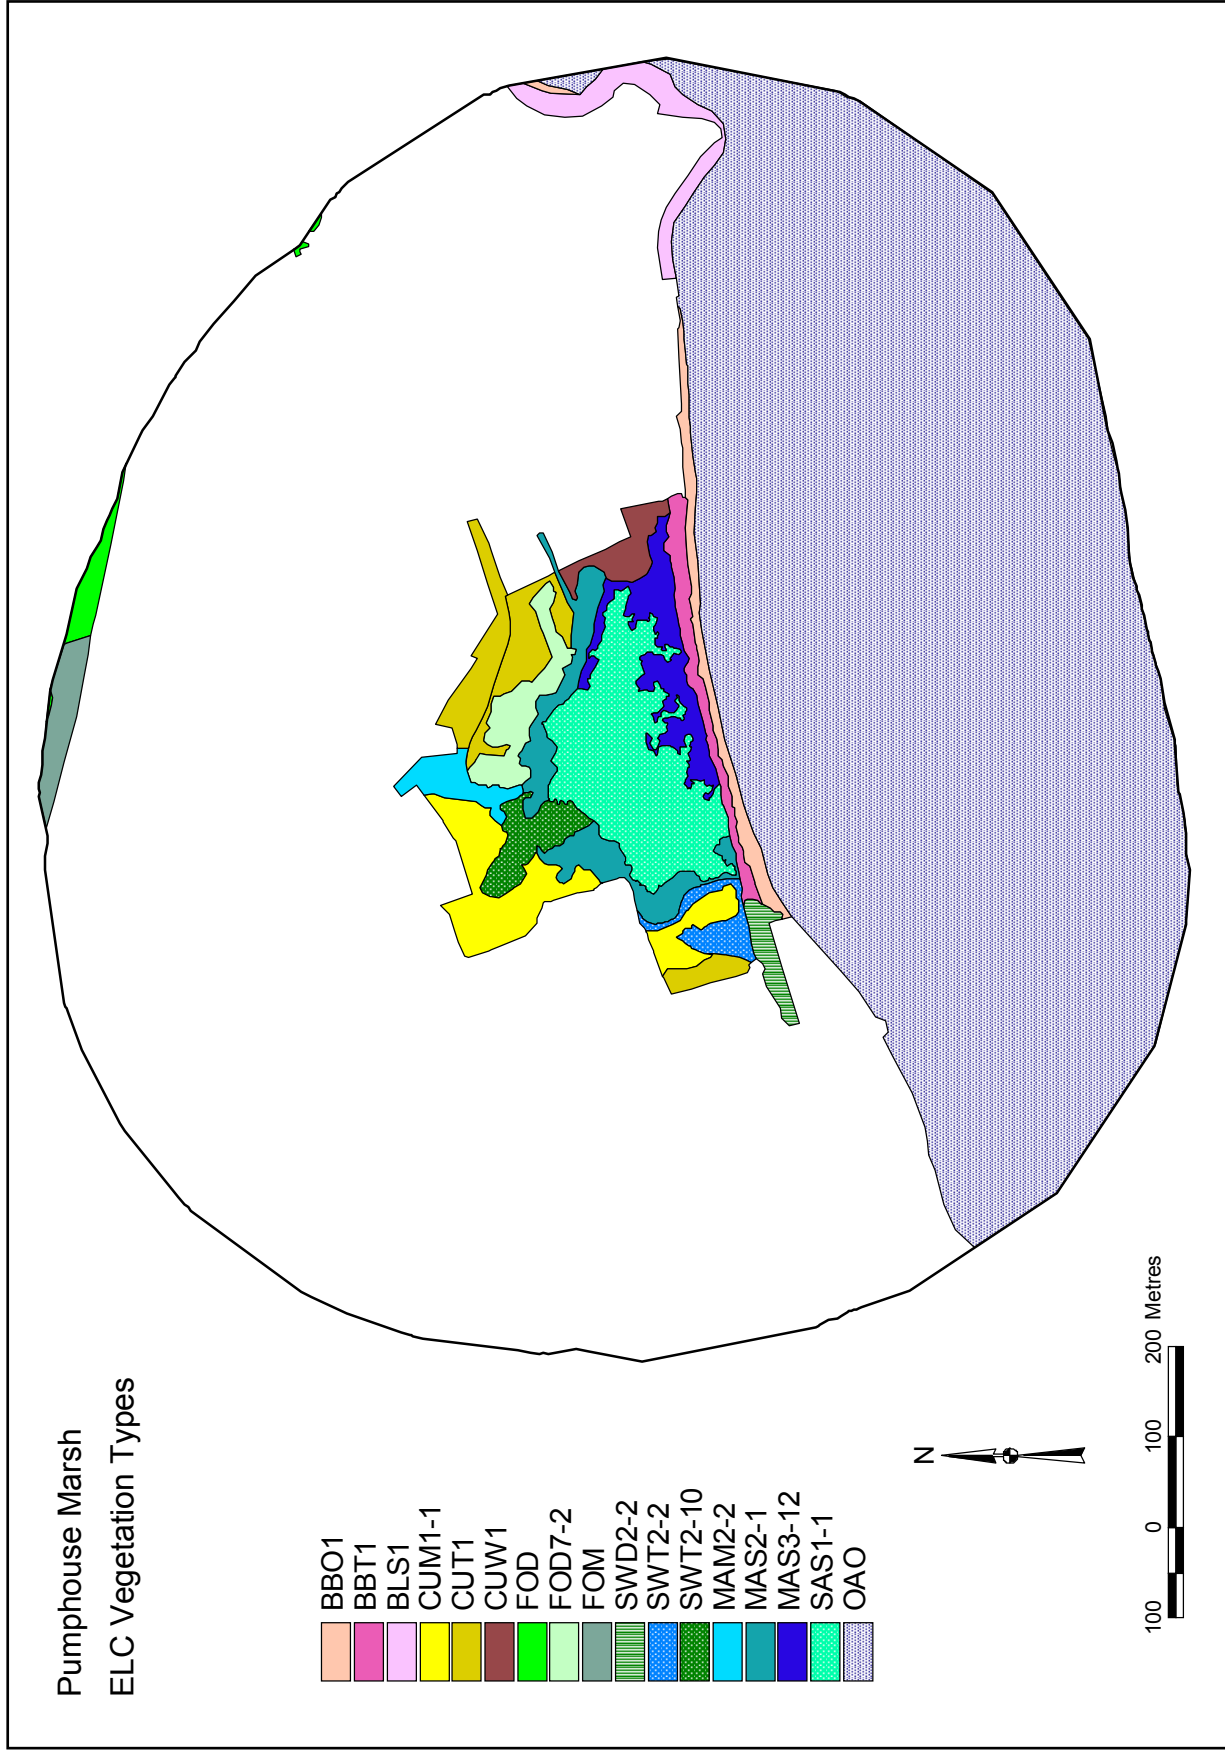 Pumphouse Marsh
ELC Vegetation Types
BBO1
BBT1
BLS1
CUM1-1
CUT1
CUW1
FOD
FOD7-2
FOM
SWD2-2
SWT2-2
SWT2-10
MAM2-2
MAS2-1
MAS3-12
SAS1-1
OAO
N
100 0 100 200 Metres